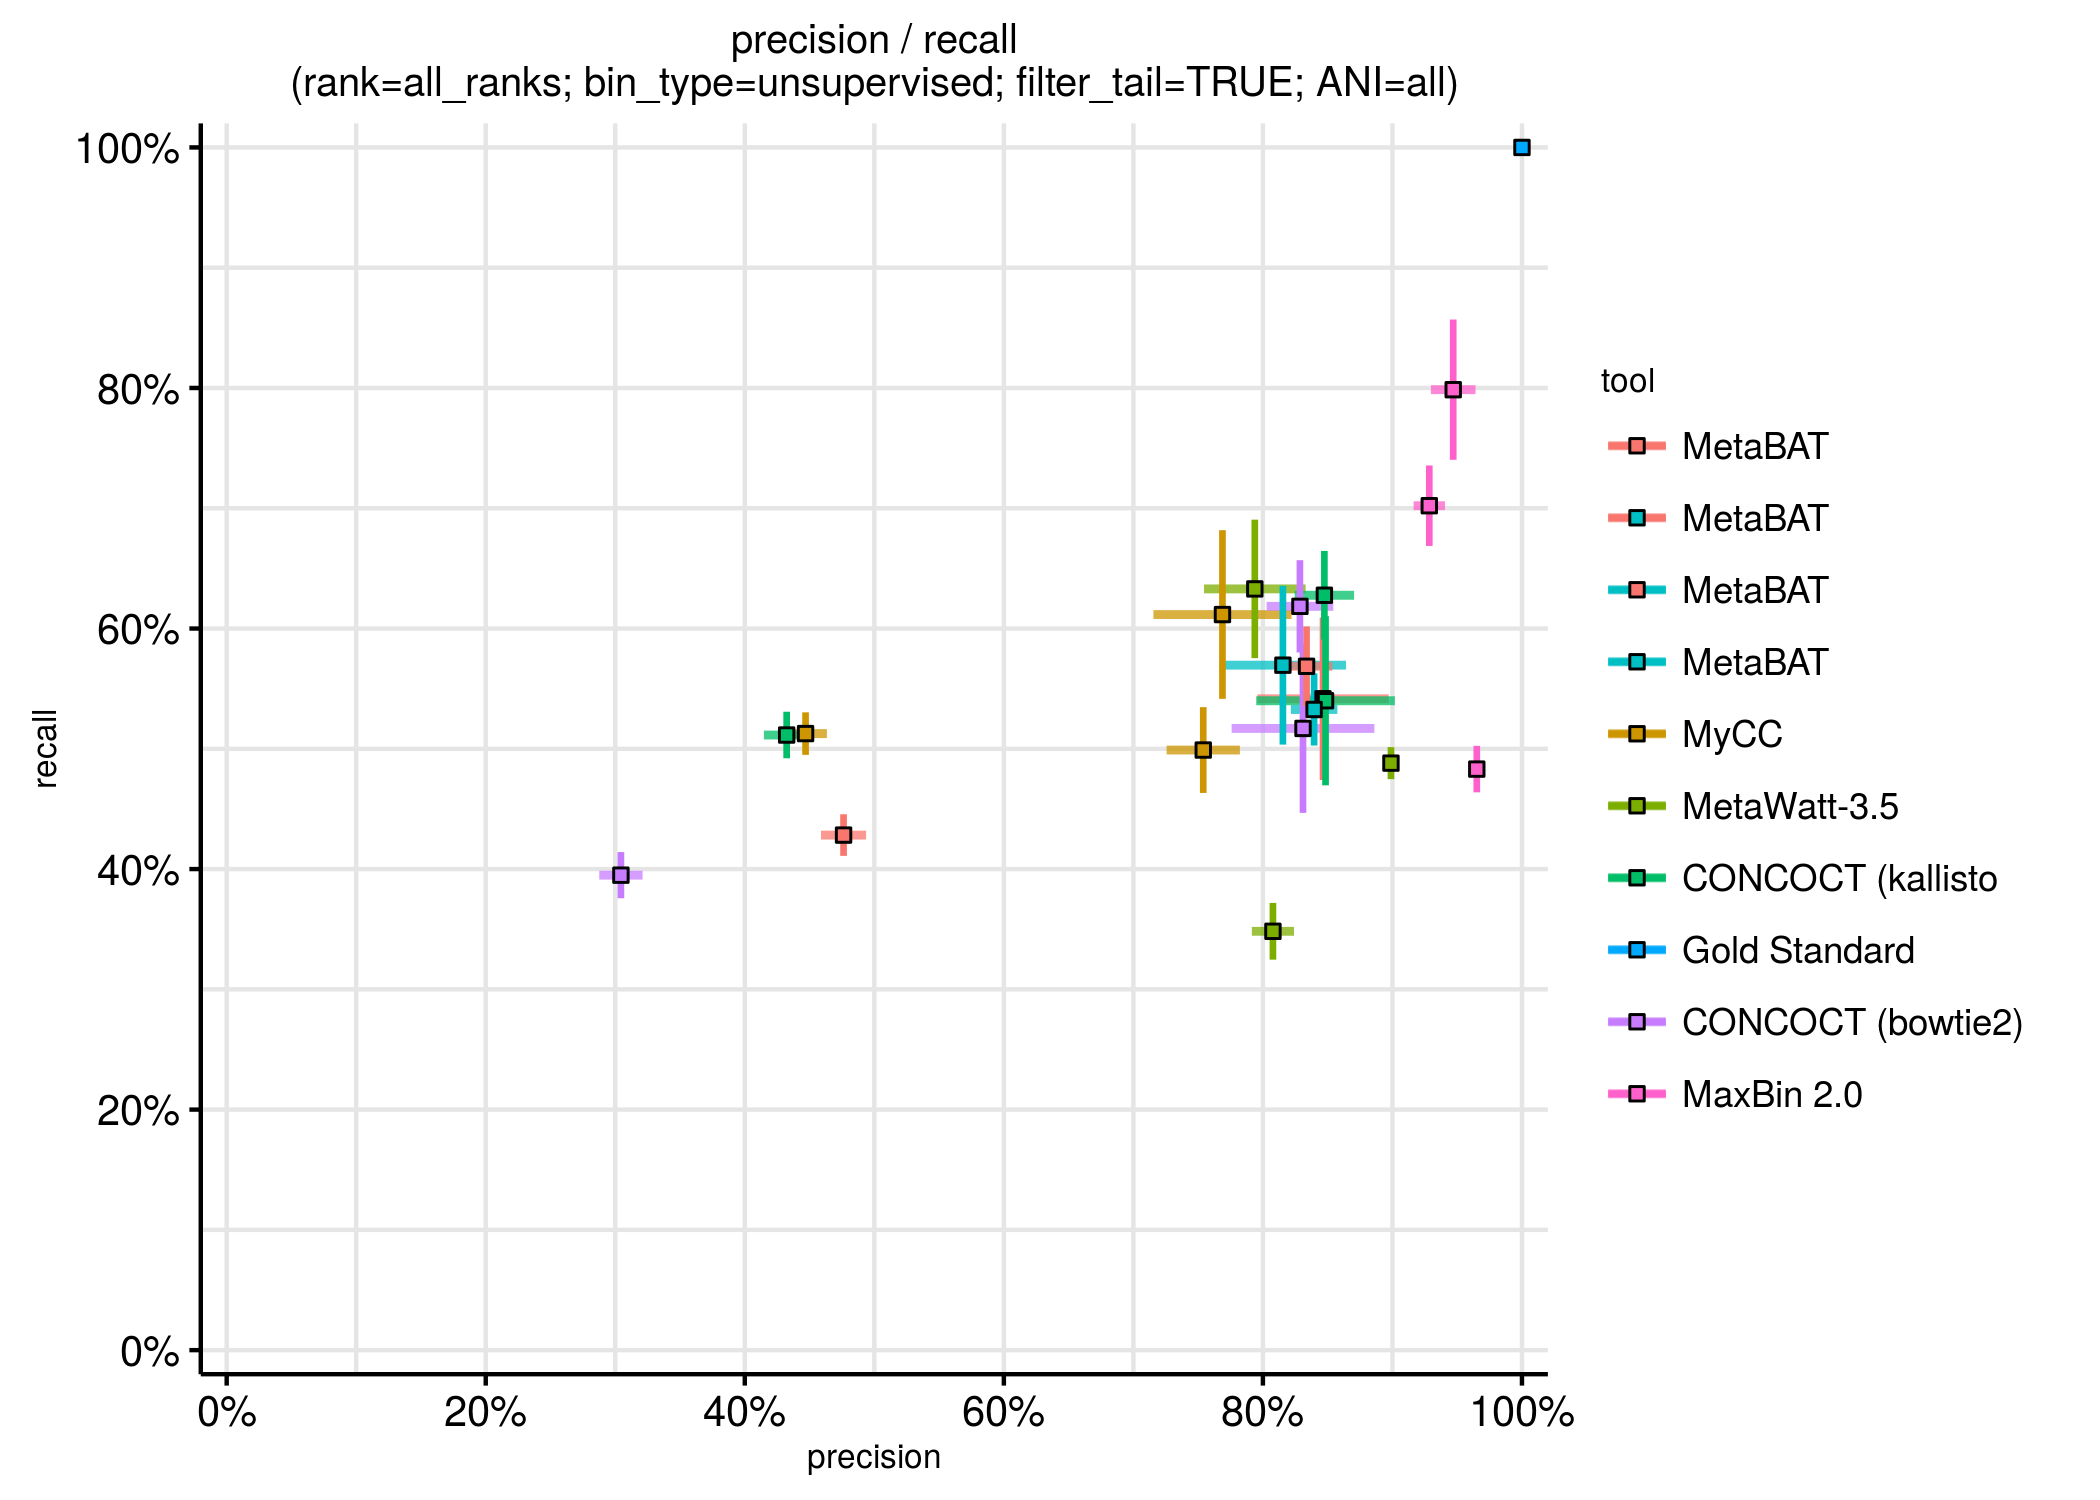 precision / recall
(rank=all_ranks; bin_type=unsupervised; filter_tail=TRUE; ANI=all)
100%
80%
60%
40%
20%
0%
recall
0%
20%
40%
60%
80%
100%
precision
tool
MetaBAT
MetaBAT
MetaBAT
MetaBAT
MyCC
MetaWatt-3.5
CONCOCT (kallisto
Gold Standard
CONCOCT (bowtie2)
MaxBin 2.0